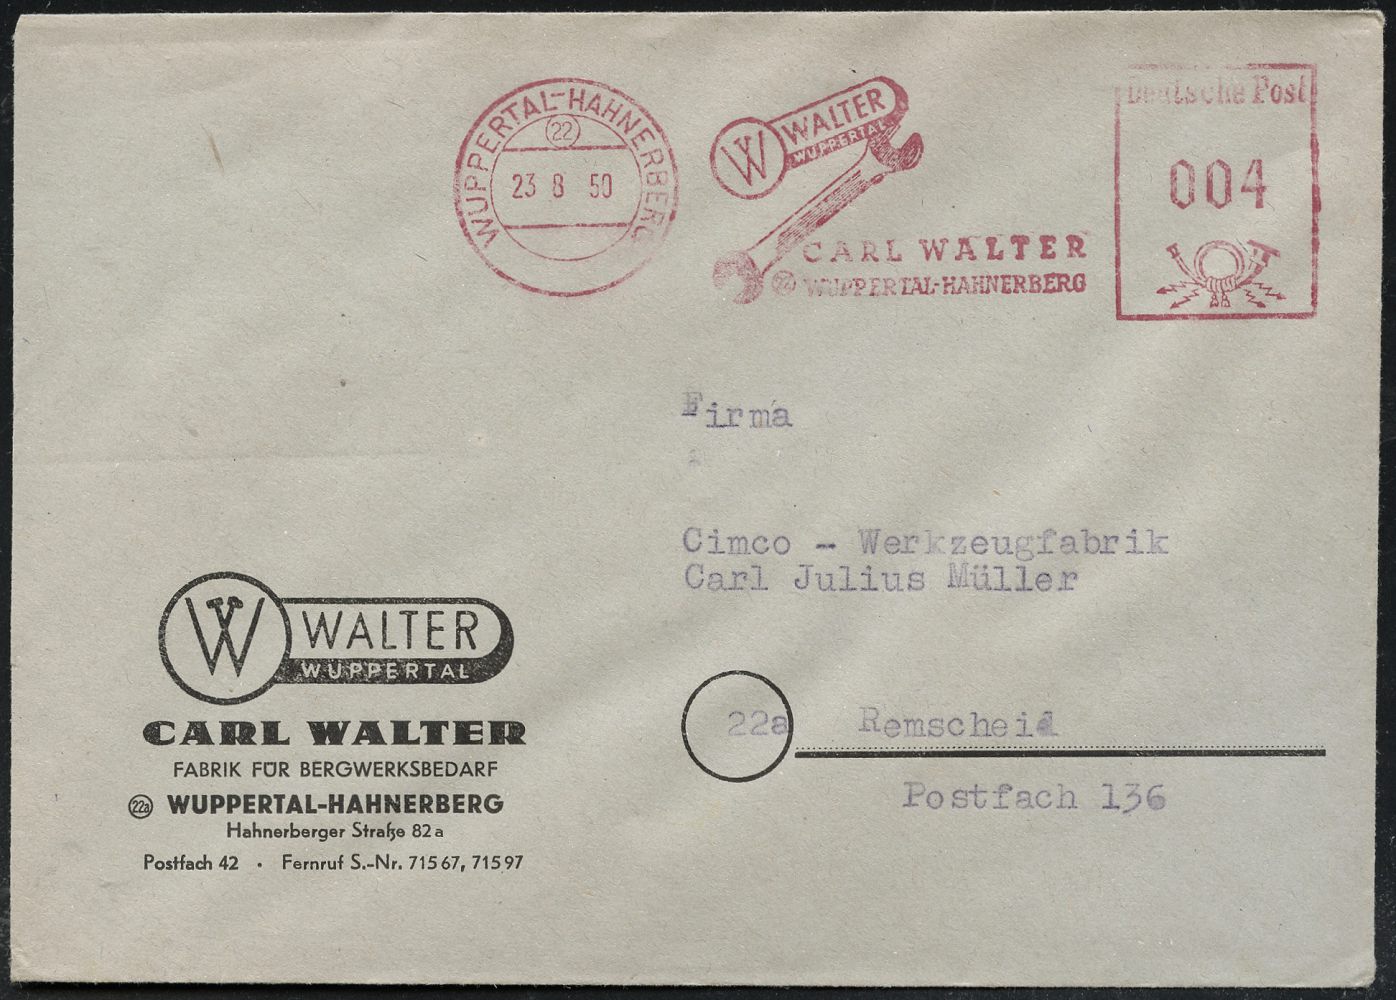 WUPPERTAL-HAHNERBERG
22
23 8 50
W WALTER
WUPPERTAL
CARL WALTER
WUPPERTAL-HAHNERBERG
Deutsche Post
004
Firma
Cimco - Werkzeugfabrik
Carl Julius Müller
22a Remscheid
Postfach 136
W WALTER
WUPPERTAL
CARL WALTER
FABRIK FÜR BERGWERKSBEDARF
22a WUPPERTAL-HAHNERBERG
Hahnerberger Straße 82a
Postfach 42 · Fernruf S.-Nr. 71567, 71597